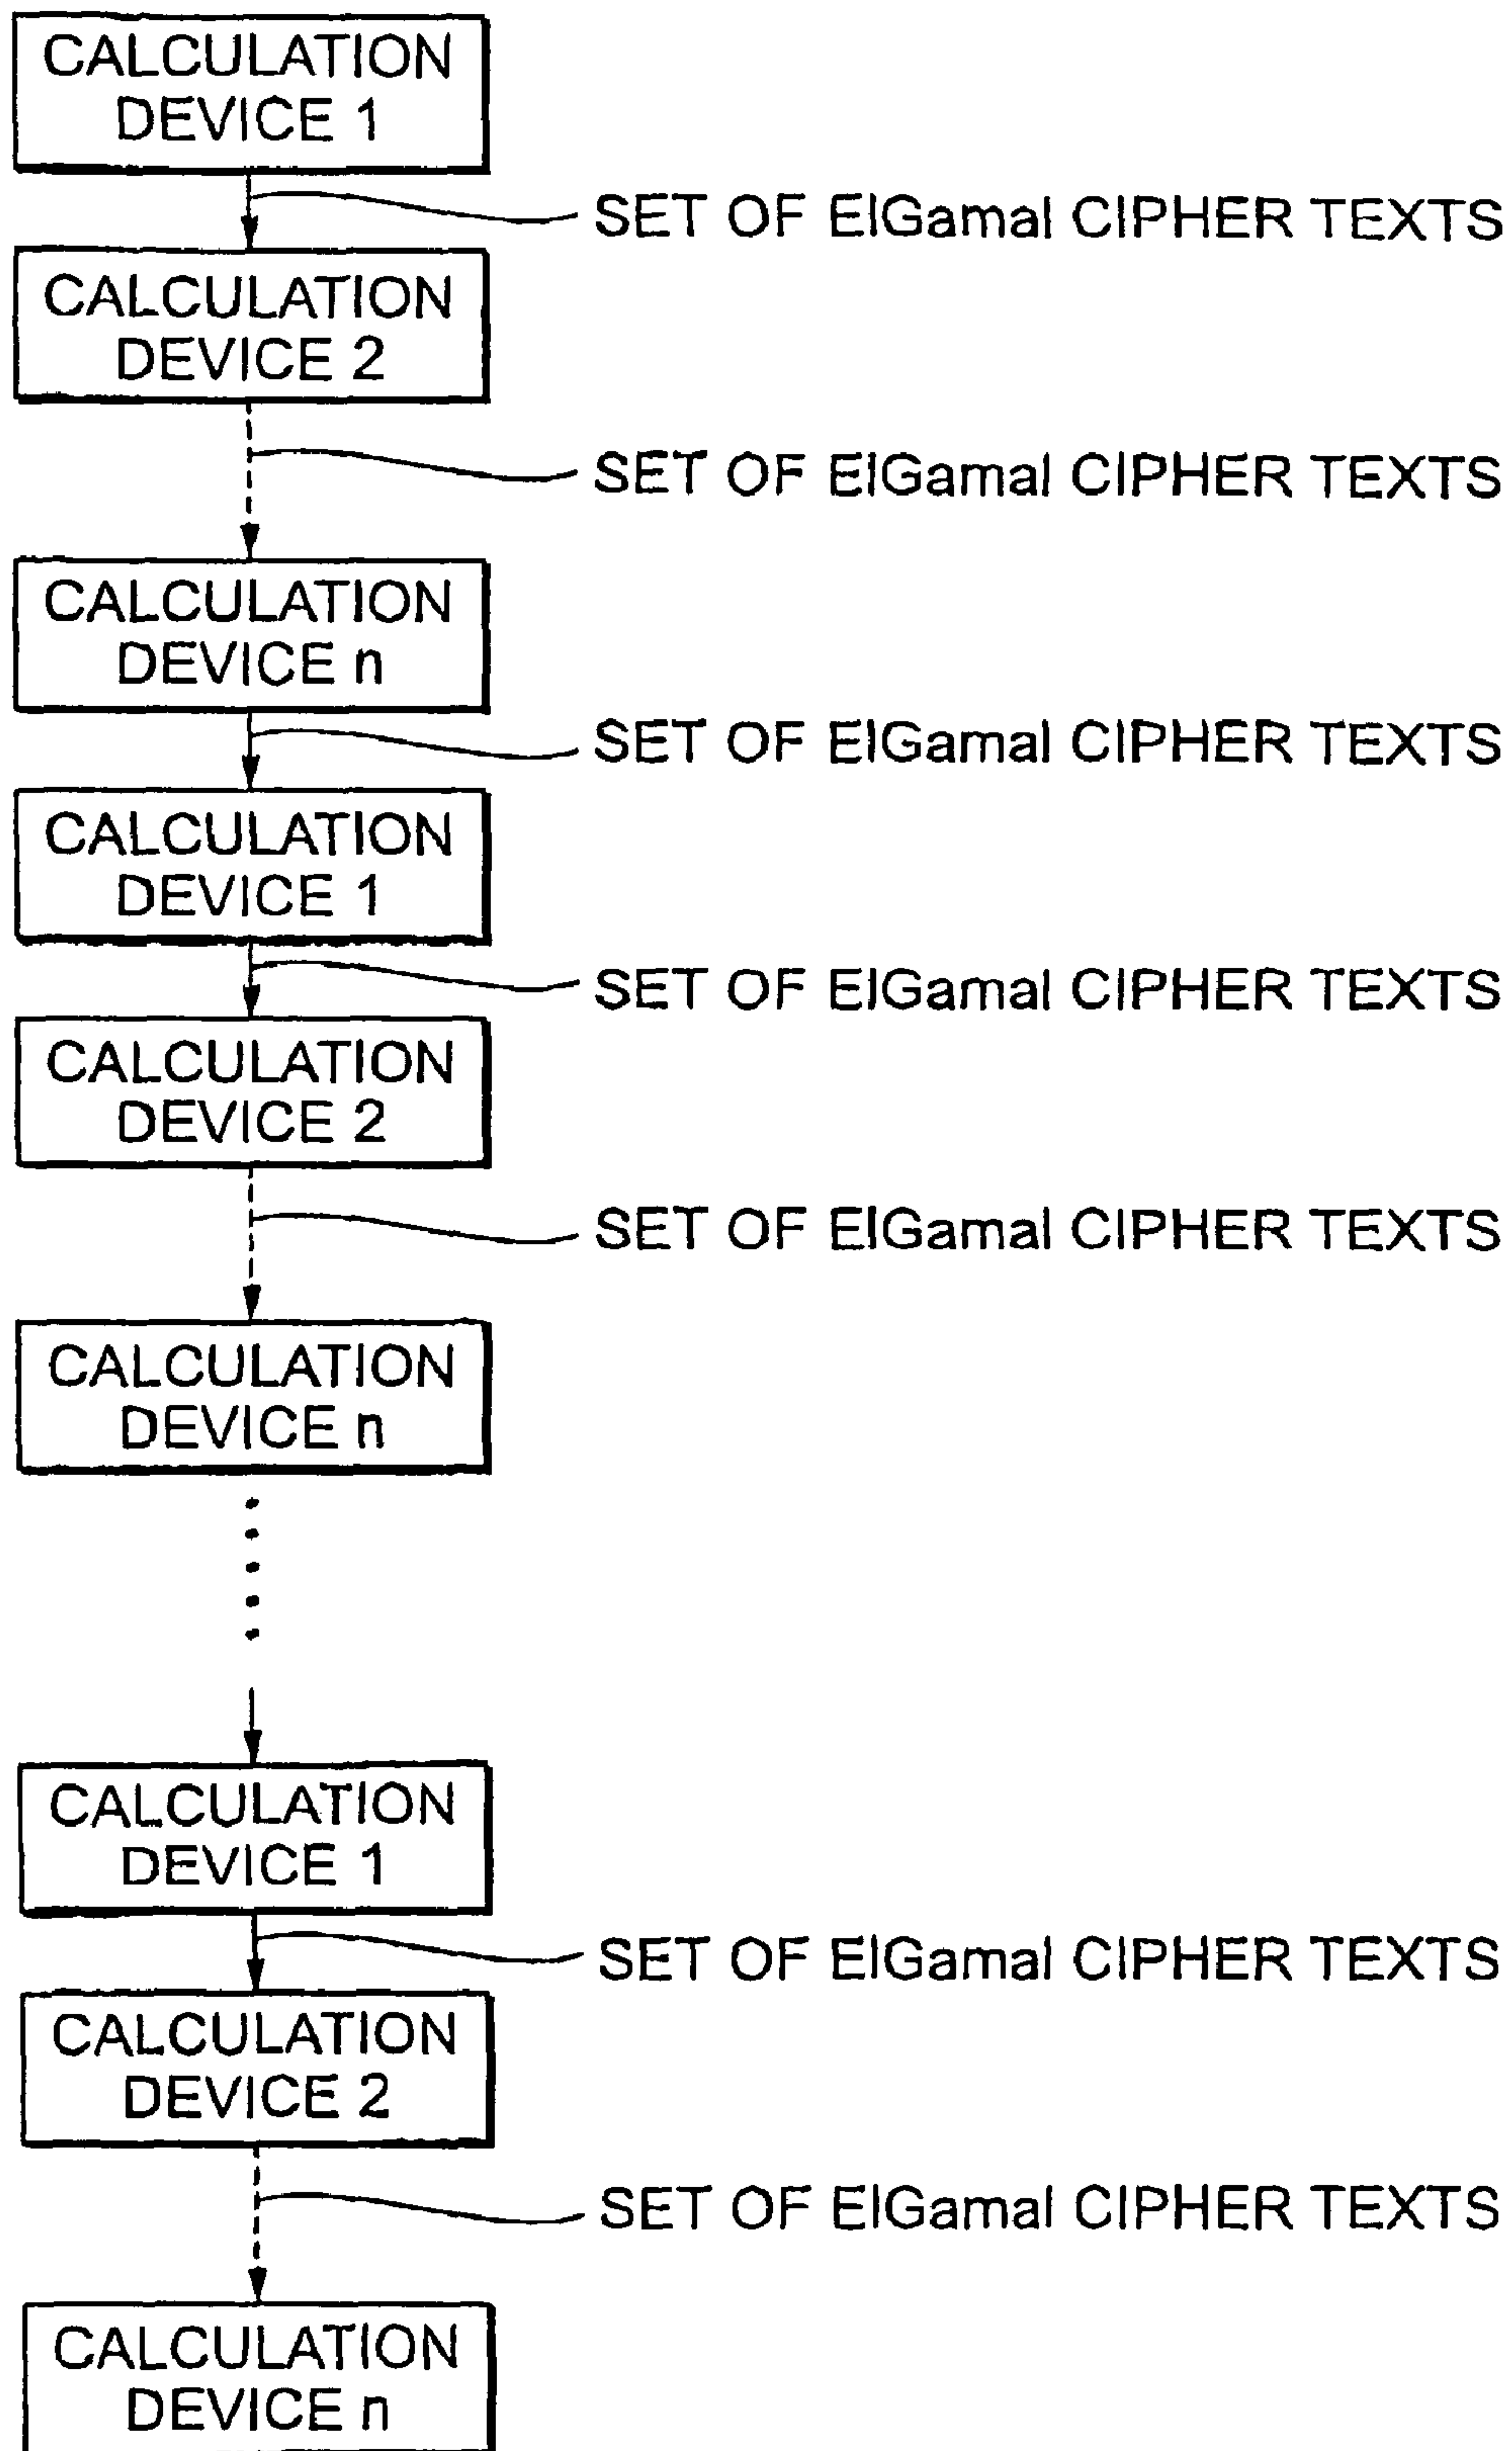 CALCULATION
DEVICE 1
SET OF ElGamal CIPHER TEXTS
CALCULATION
DEVICE 2
SET OF ElGamal CIPHER TEXTS
CALCULATION
DEVICE n
SET OF ElGamal CIPHER TEXTS
CALCULATION
DEVICE 1
SET OF ElGamal CIPHER TEXTS
CALCULATION
DEVICE 2
SET OF ElGamal CIPHER TEXTS
CALCULATION
DEVICE n
CALCULATION
DEVICE 1
SET OF ElGamal CIPHER TEXTS
CALCULATION
DEVICE 2
SET OF ElGamal CIPHER TEXTS
CALCULATION
DEVICE n